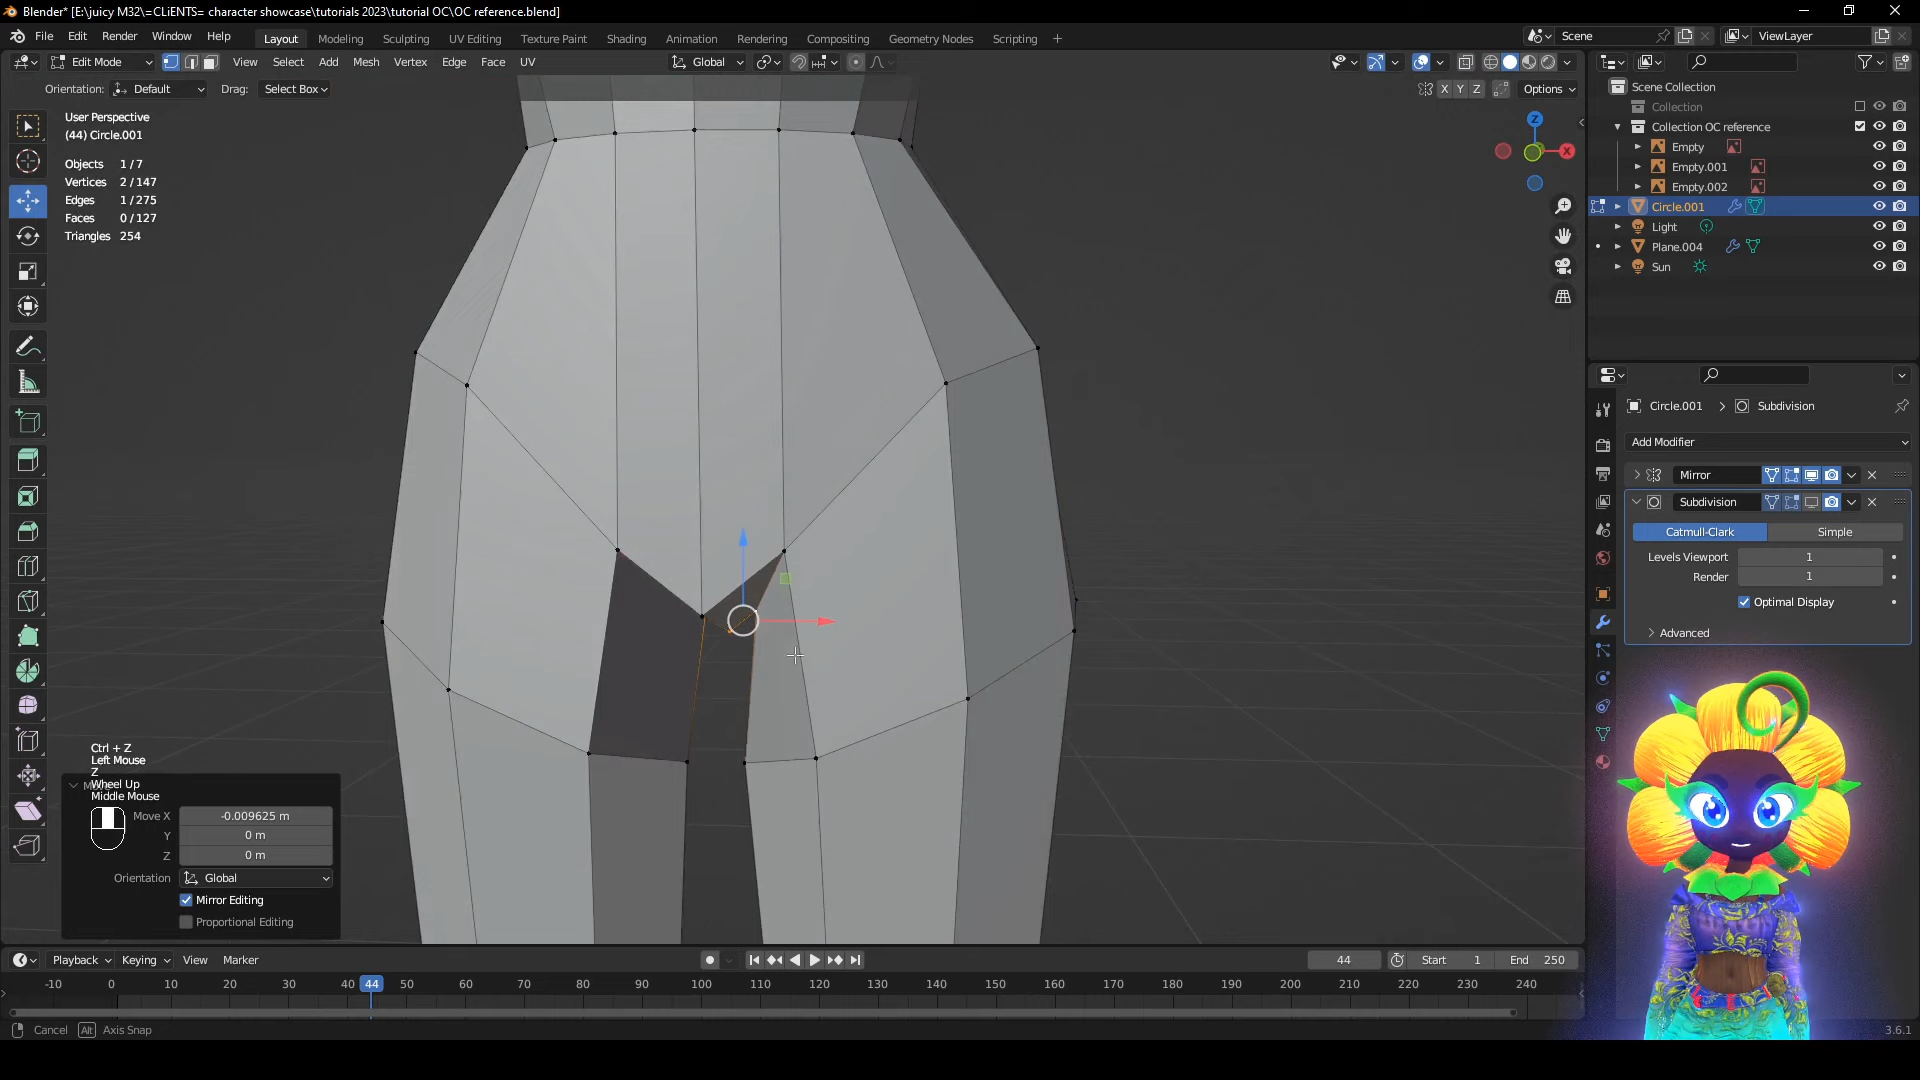 Blender* [E:\juicy M32\=CLiENTS= character showcase\tutorials 2023\tutorial OC\OC reference.blend]
File Edit Render Window Help Layout Modeling Sculpting UV Editing Texture Paint Shading Animation Rendering Compositing Geometry Nodes Scripting + Scene ViewLayer
Edit Mode View Select Add Mesh Vertex Edge Face UV Global
Orientation: Default Drag: Select Box X Y Z Options
User Perspective
(44) Circle.001
Objects 1/7
Vertices 2/147
Edges 1/275
Faces 0/127
Triangles 254
Z
X
Scene Collection
Collection
Collection OC reference
Empty
Empty.001
Empty.002
Circle.001
Light
Plane.004
Sun
Circle.001 > Subdivision
Add Modifier
Mirror
Subdivision
Catmull-Clark Simple
Levels Viewport 1
Render 1
Optimal Display
Advanced
Ctrl + Z
Left Mouse
Z
Wheel Up
Middle Mouse
Move X -0.009625 m
Y 0 m
Z 0 m
Orientation Global
Mirror Editing
Proportional Editing
Playback Keying View Marker 44 Start 1 End 250
-10 0 10 20 30 40 44 50 60 70 80 90 100 110 120 130 140 150 160 170 180 190 200 210 220 230 240
Cancel Alt Axis Snap 3.6.1